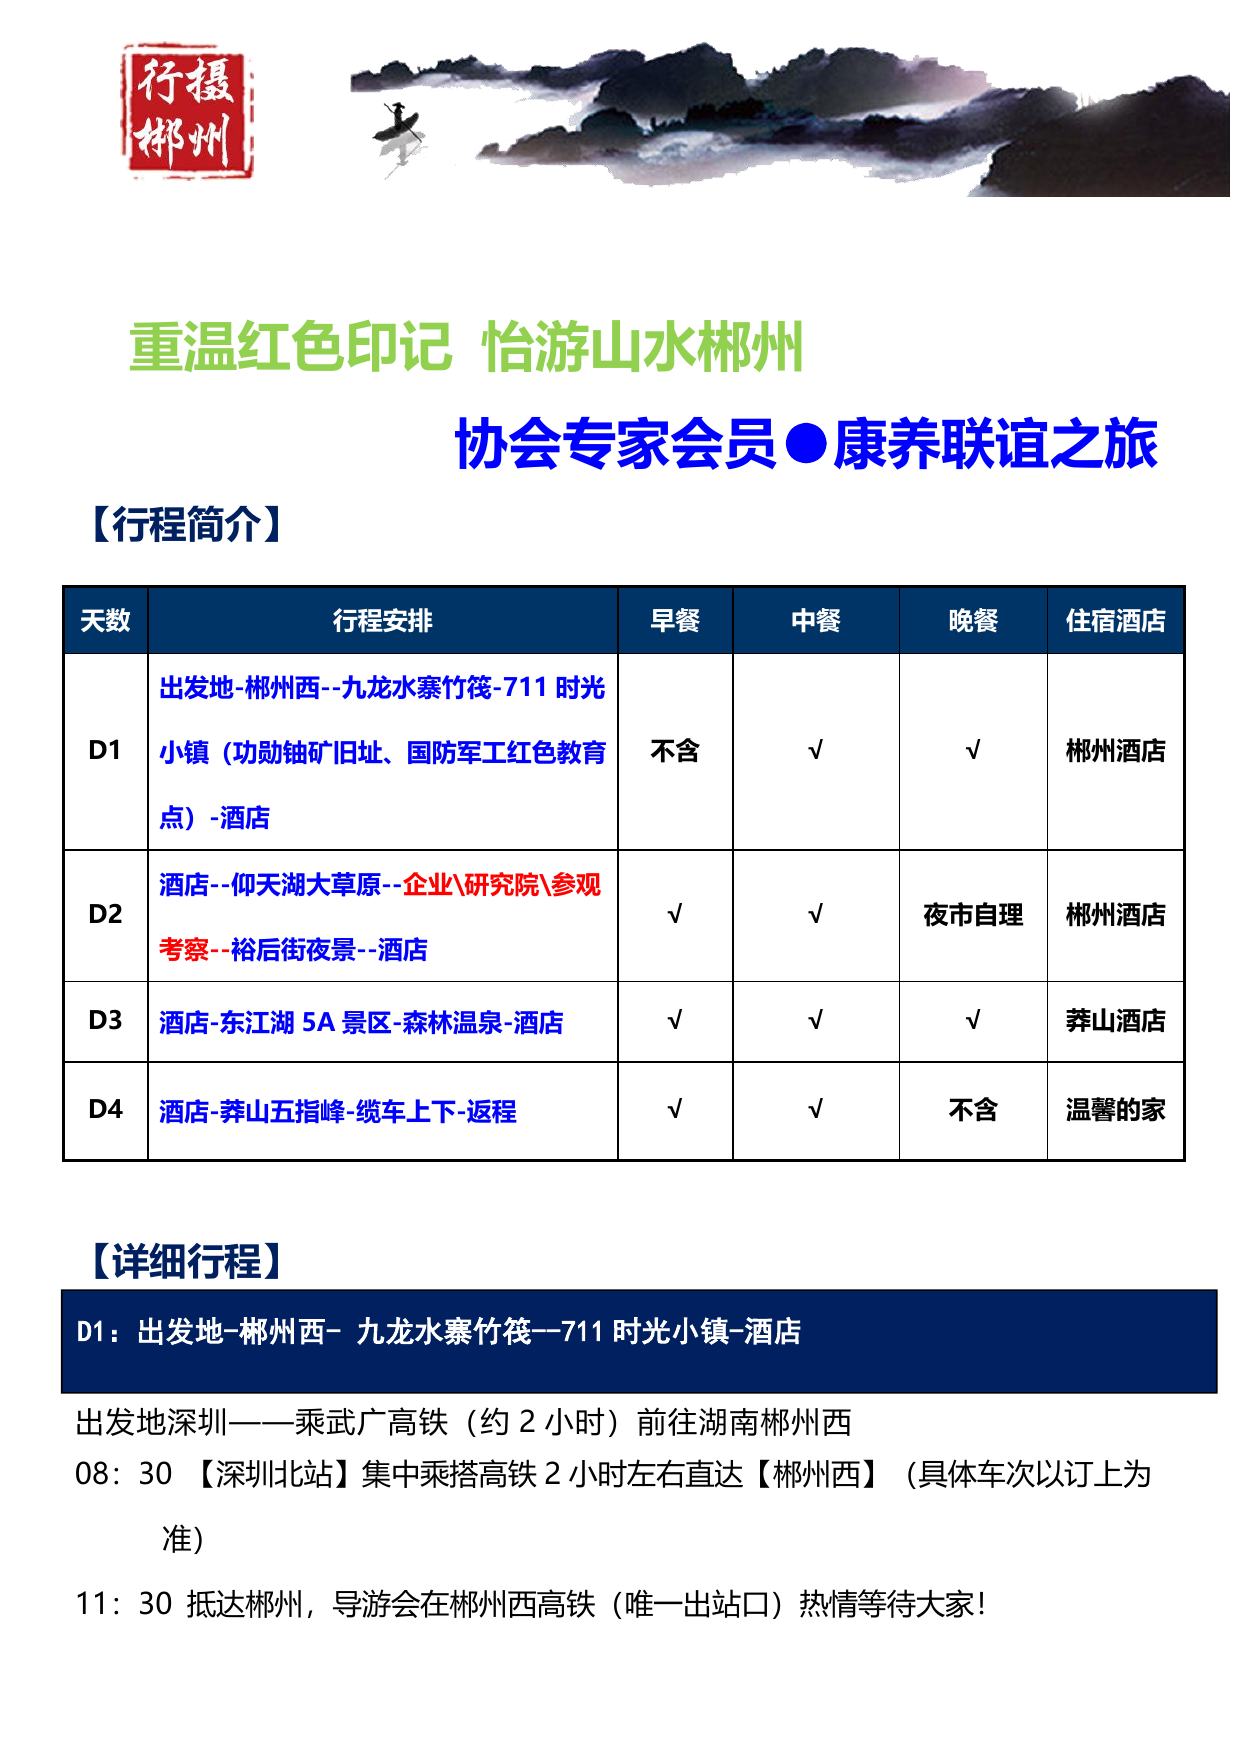 行摄
郴州
重温红色印记 怡游山水郴州
协会专家会员●康养联谊之旅
【行程简介】
天数 行程安排 早餐 中餐 晚餐 住宿酒店
D1 出发地-郴州西--九龙水寨竹筏-711 时光
小镇（功勋铀矿旧址、国防军工红色教育
点）-酒店
不含 √ √ 郴州酒店
D2 酒店--仰天湖大草原--企业\研究院\参观
考察--裕后街夜景--酒店
√ √ 夜市自理 郴州酒店
D3 酒店-东江湖 5A 景区-森林温泉-酒店 √ √ √ 莽山酒店
D4 酒店-莽山五指峰-缆车上下-返程 √ √ 不含 温馨的家
【详细行程】
D1：出发地-郴州西- 九龙水寨竹筏--711 时光小镇-酒店
出发地深圳——乘武广高铁（约 2 小时）前往湖南郴州西
08：30 【深圳北站】集中乘搭高铁 2 小时左右直达【郴州西】（具体车次以订上为
准）
11：30 抵达郴州，导游会在郴州西高铁（唯一出站口）热情等待大家！